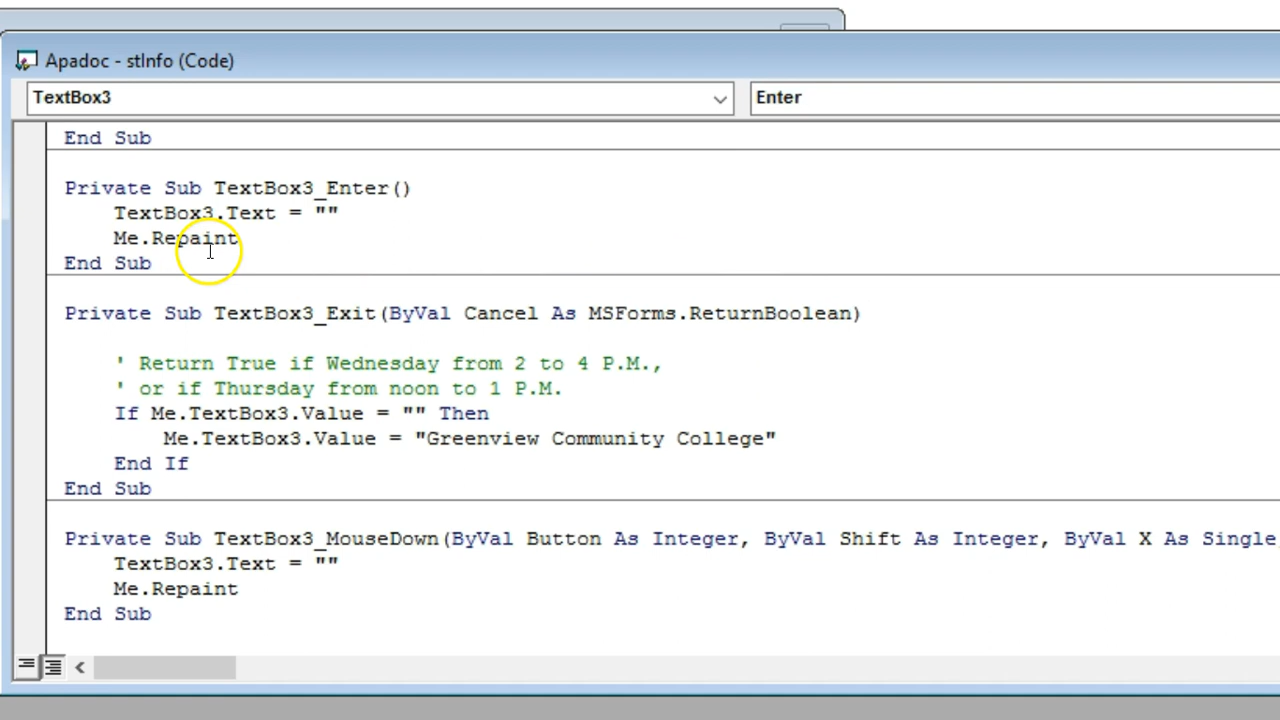 Apadoc - stInfo (Code)
TextBox3
Enter
End Sub
Private Sub TextBox3_Enter()
TextBox3.Text = ""
Me.Repaint
End Sub
Private Sub TextBox3_Exit(ByVal Cancel As MSForms.ReturnBoolean)
' Return True if Wednesday from 2 to 4 P.M.,
' or if Thursday from noon to 1 P.M.
If Me.TextBox3.Value = "" Then
Me.TextBox3.Value = "Greenview Community College"
End If
End Sub
Private Sub TextBox3_MouseDown(ByVal Button As Integer, ByVal Shift As Integer, ByVal X As Single,
TextBox3.Text = ""
Me.Repaint
End Sub